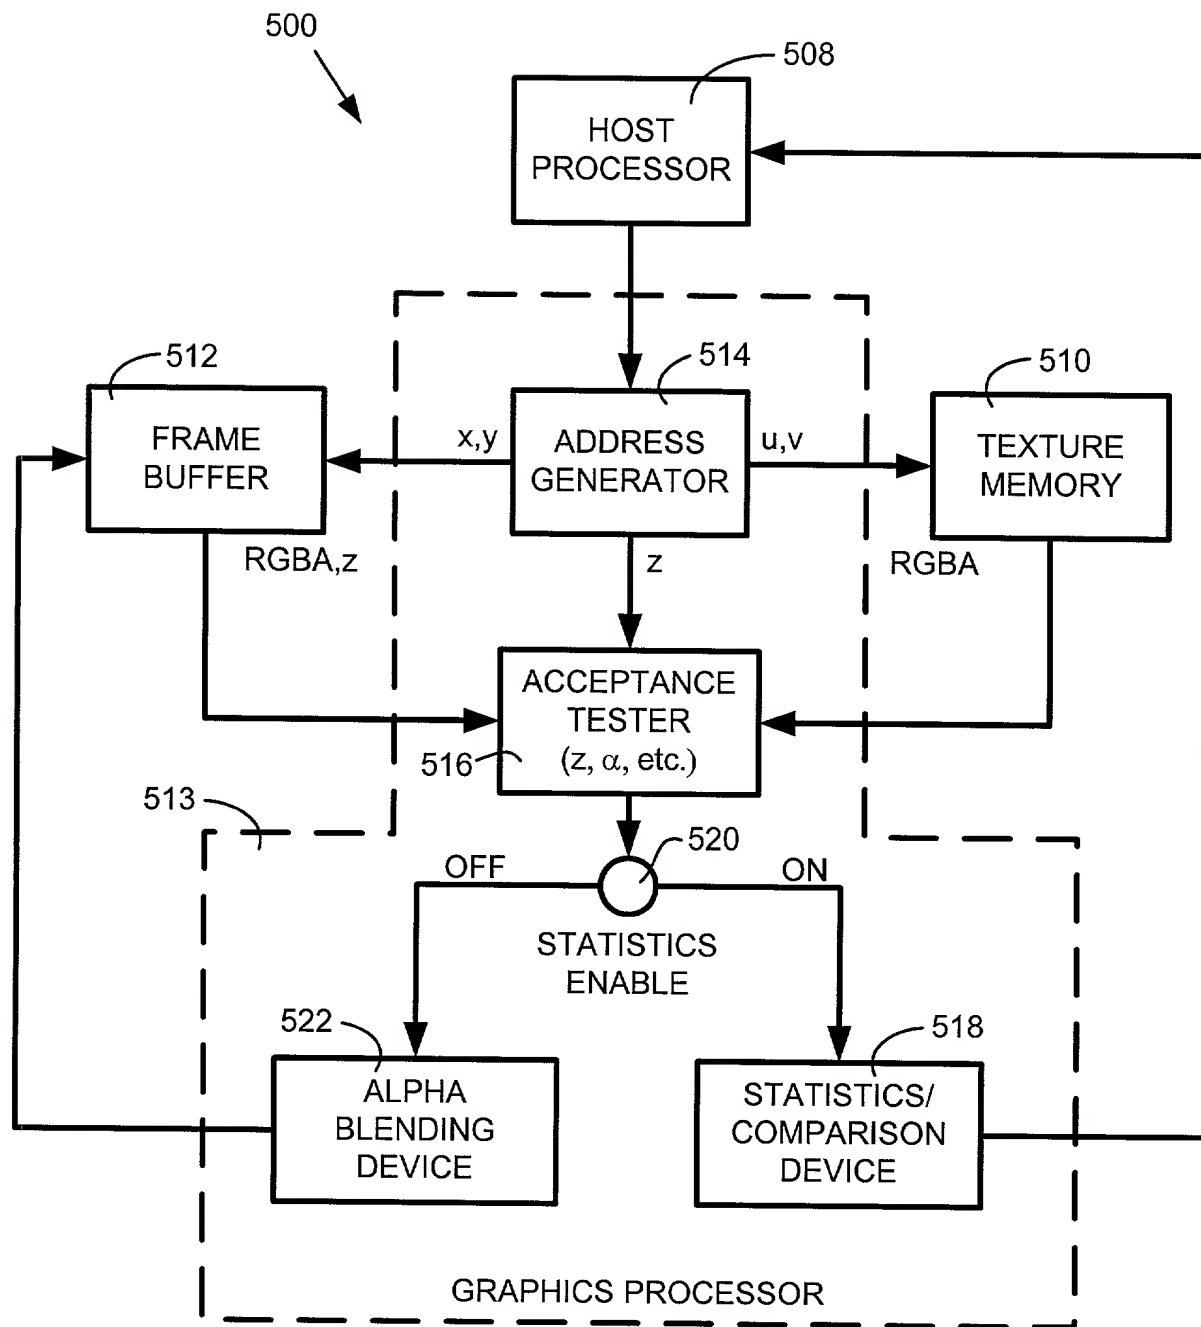 500
508
HOST
PROCESSOR
512
514
510
FRAME
BUFFER
x,y
ADDRESS
GENERATOR
u,v
TEXTURE
MEMORY
RGBA,z
z
RGBA
ACCEPTANCE
TESTER
(z, α, etc.)
516
513
520
OFF
ON
STATISTICS
ENABLE
522
518
ALPHA
BLENDING
DEVICE
STATISTICS/
COMPARISON
DEVICE
GRAPHICS PROCESSOR